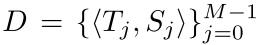 D = {⟨T_j, S_j⟩}_{j=0}^{M−1}